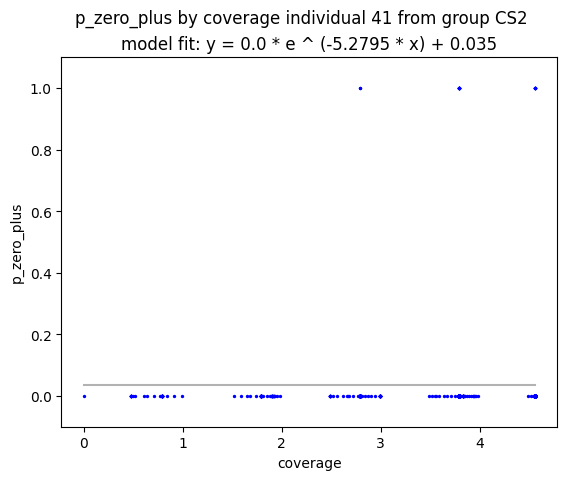 p_zero_plus by coverage individual 41 from group CS2
model fit: y = 0.0 * e ^ (-5.2795 * x) + 0.035
1.0
0.8
0.6
0.4
0.2
0.0
p_zero_plus
0 1 2 3 4
coverage